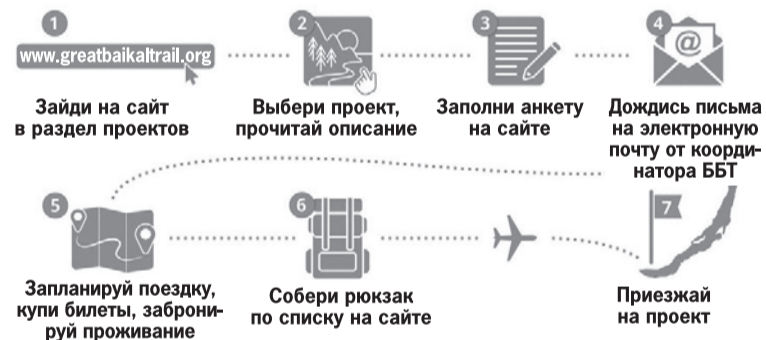 1
www.greatbaikaltrail.org
Зайди на сайт
в раздел проектов
2
Выбери проект,
прочитай описание
3
Заполни анкету
на сайте
4
@
Дождись письма
на электронную
почту от коорди-
натора ББТ
5
Запланируй поездку,
купи билеты, заброни-
руй проживание
6
Собери рюкзак
по списку на сайте
7
Приезжай
на проект